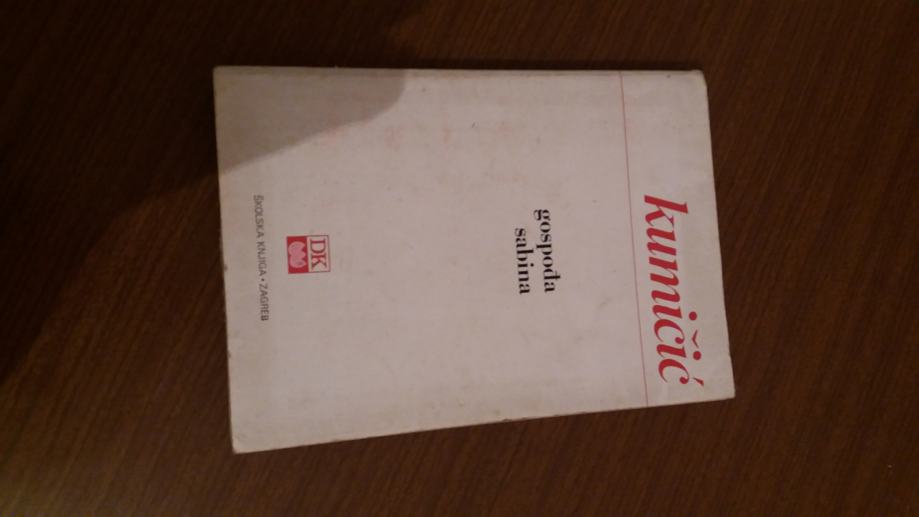 kumičić
gospođa
sabina
DK
ŠKOLSKA KNJIGA • ZAGREB